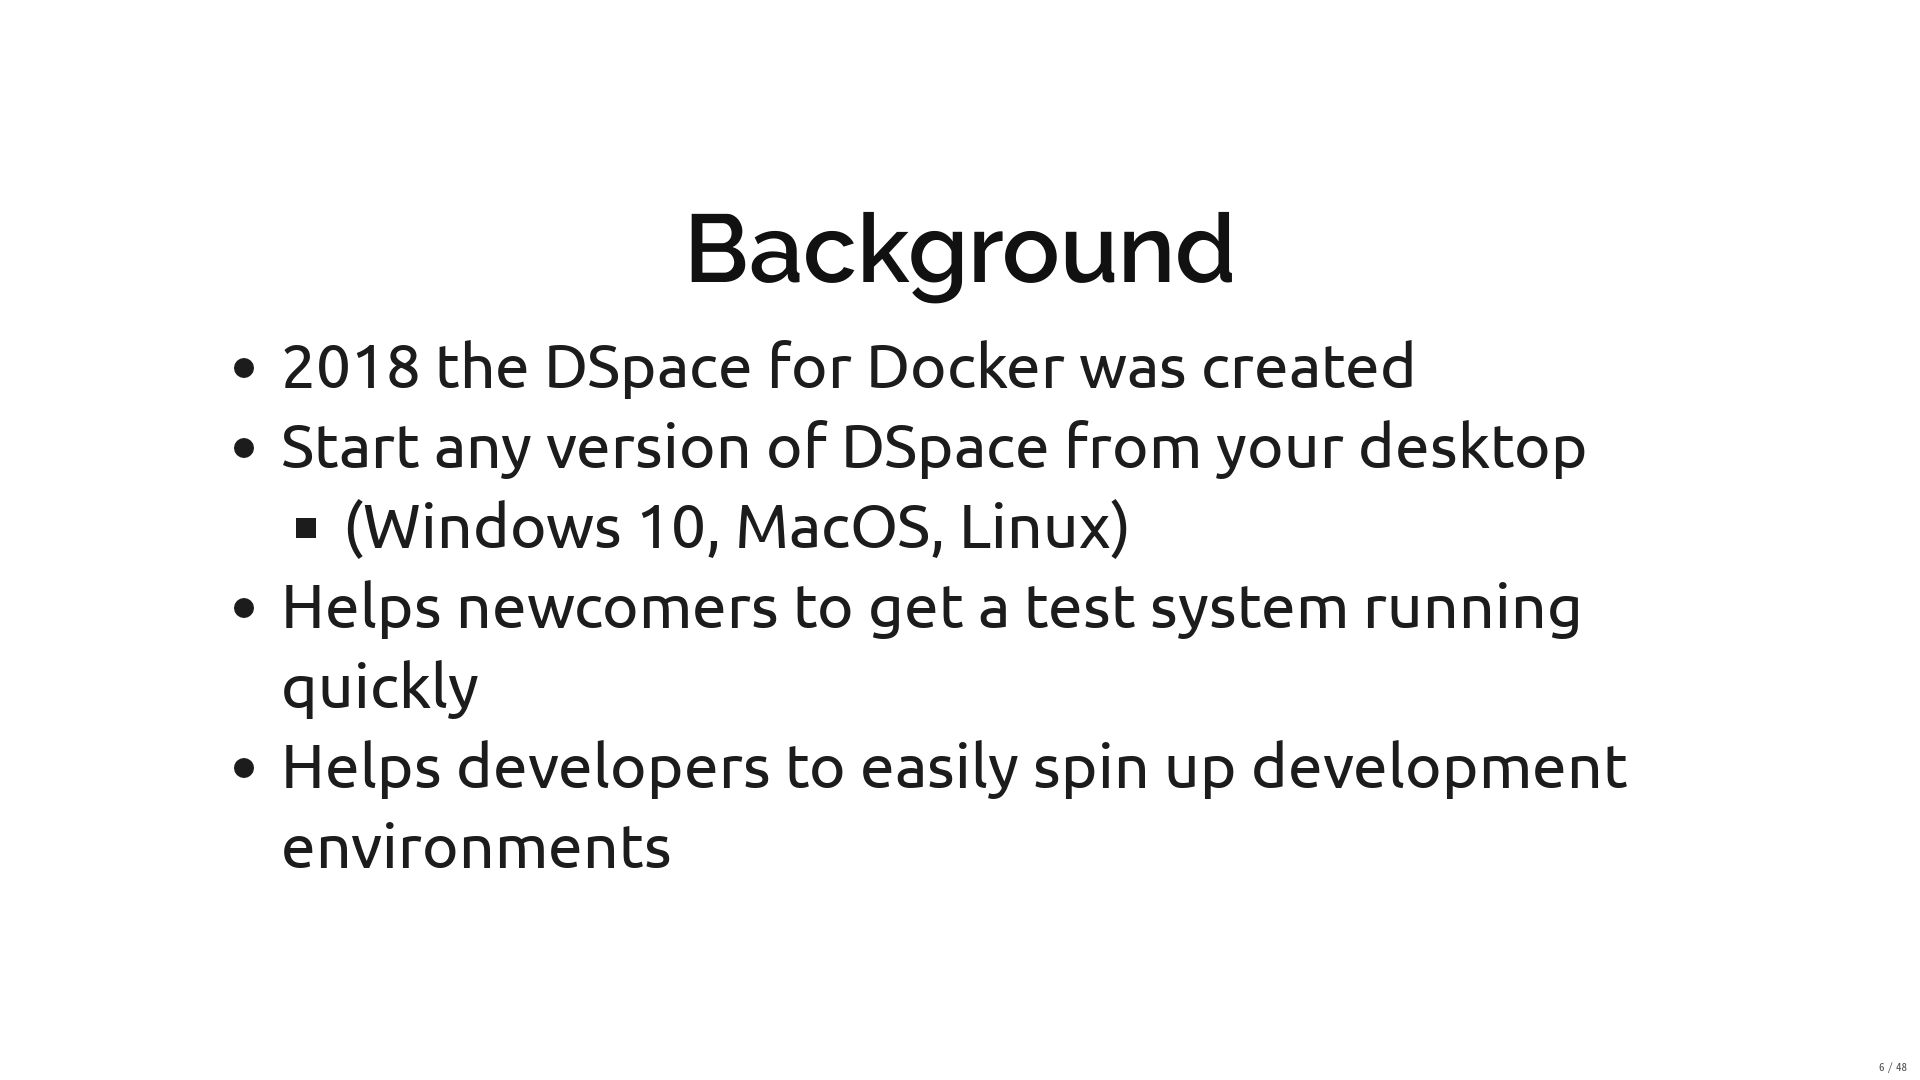 Background
2018 the DSpace for Docker was created
Start any version of DSpace from your desktop
(Windows 10, MacOS, Linux)
Helps newcomers to get a test system running
quickly
Helps developers to easily spin up development
environments
6 / 48